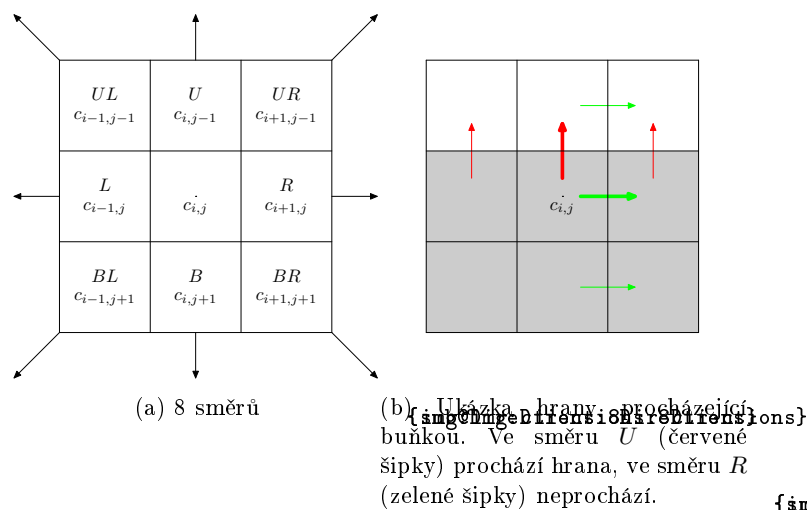 UL U UR
c_{i−1,j−1} c_{i,j−1} c_{i+1,j−1}
L . R
c_{i−1,j} c_{i,j} c_{i+1,j}
BL B BR
c_{i−1,j+1} c_{i,j+1} c_{i+1,j+1}
(a) 8 směrů
c_{i,j}
(b) Ukázka hrany procházející
buňkou. Ve směru U (červené
šipky) prochází hrana, ve směru R
(zelené šipky) neprochází.